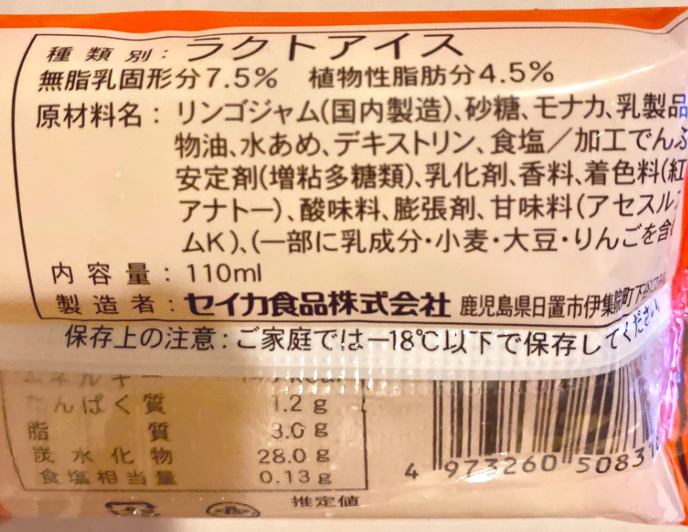 種類別：ラクトアイス
無脂乳固形分7.5%　植物性脂肪分4.5%
原材料名：リンゴジャム(国内製造)、砂糖、モナカ、乳製品
物油、水あめ、デキストリン、食塩／加工でんぷ
安定剤(増粘多糖類)、乳化剤、香料、着色料(紅
アナトー)、酸味料、膨張剤、甘味料(アセスルフ
ムK)、(一部に乳成分・小麦・大豆・りんごを含
内容量：110ml
製造者：セイカ食品株式会社 鹿児島県日置市伊集院町下
保存上の注意：ご家庭では－18℃以下で保存してください
たんぱく質 1.2g
脂質 3.0g
炭水化物 28.0g
食塩相当量 0.13g
推定値
4 973260 50831